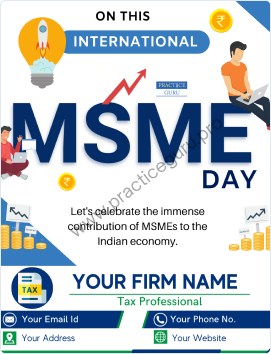 ON THIS
INTERNATIONAL
PRACTICE
GURU
MSME
DAY
www.practiceguru.pro
Let's celebrate the immense
contribution of MSMEs to the
Indian economy.
TAX
YOUR FIRM NAME
Tax Professional
Your Email Id
Your Phone No.
Your Address
Your Website